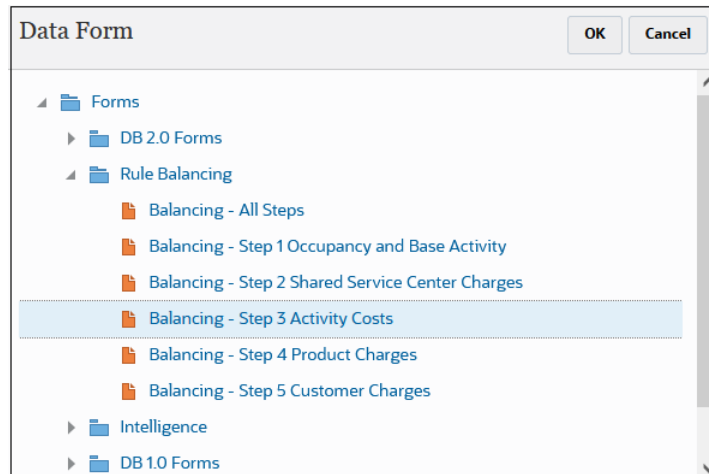 Data Form
OK
Cancel
Forms
DB 2.0 Forms
Rule Balancing
Balancing - All Steps
Balancing - Step 1 Occupancy and Base Activity
Balancing - Step 2 Shared Service Center Charges
Balancing - Step 3 Activity Costs
Balancing - Step 4 Product Charges
Balancing - Step 5 Customer Charges
Intelligence
DB 1.0 Forms